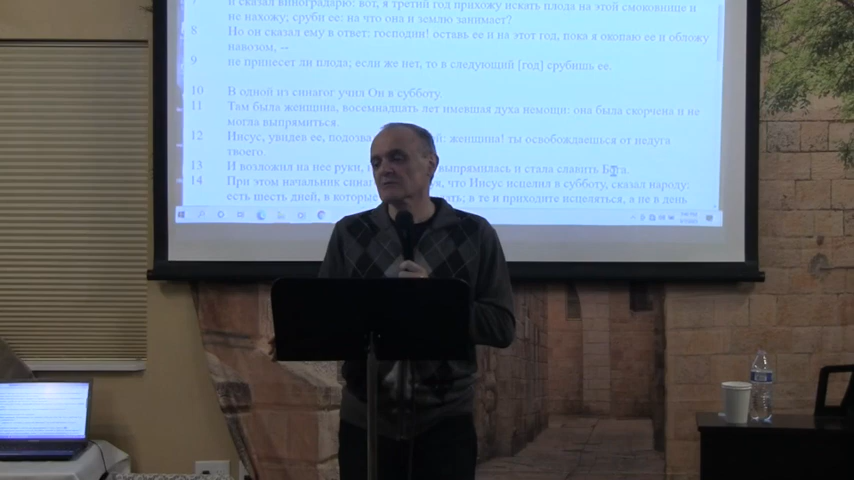 7 и сказал виноградарю: вот, я третий год прихожу искать плода на этой смоковнице и
не нахожу; сруби ее: на что она и землю занимает?
8 Но он сказал ему в ответ: господин! оставь ее и на этот год, пока я окопаю ее и обложу
навозом, —
9 не принесет ли плода; если же нет, то в следующий [год] срубишь ее.
10 В одной из синагог учил Он в субботу.
11 Там была женщина, восемнадцать лет имевшая духа немощи: она была скорчена и не
могла выпрямиться.
12 Иисус, увидев ее, подозва й: женщина! ты освобождаешься от недуга
твоего.
13 И возложил на нее руки, выпрямилась и стала славить Бога.
14 При этом начальник синаг я, что Иисус исцелил в субботу, сказал народу:
есть шесть дней, в которые ать; в те и приходите исцеляться, а не в день